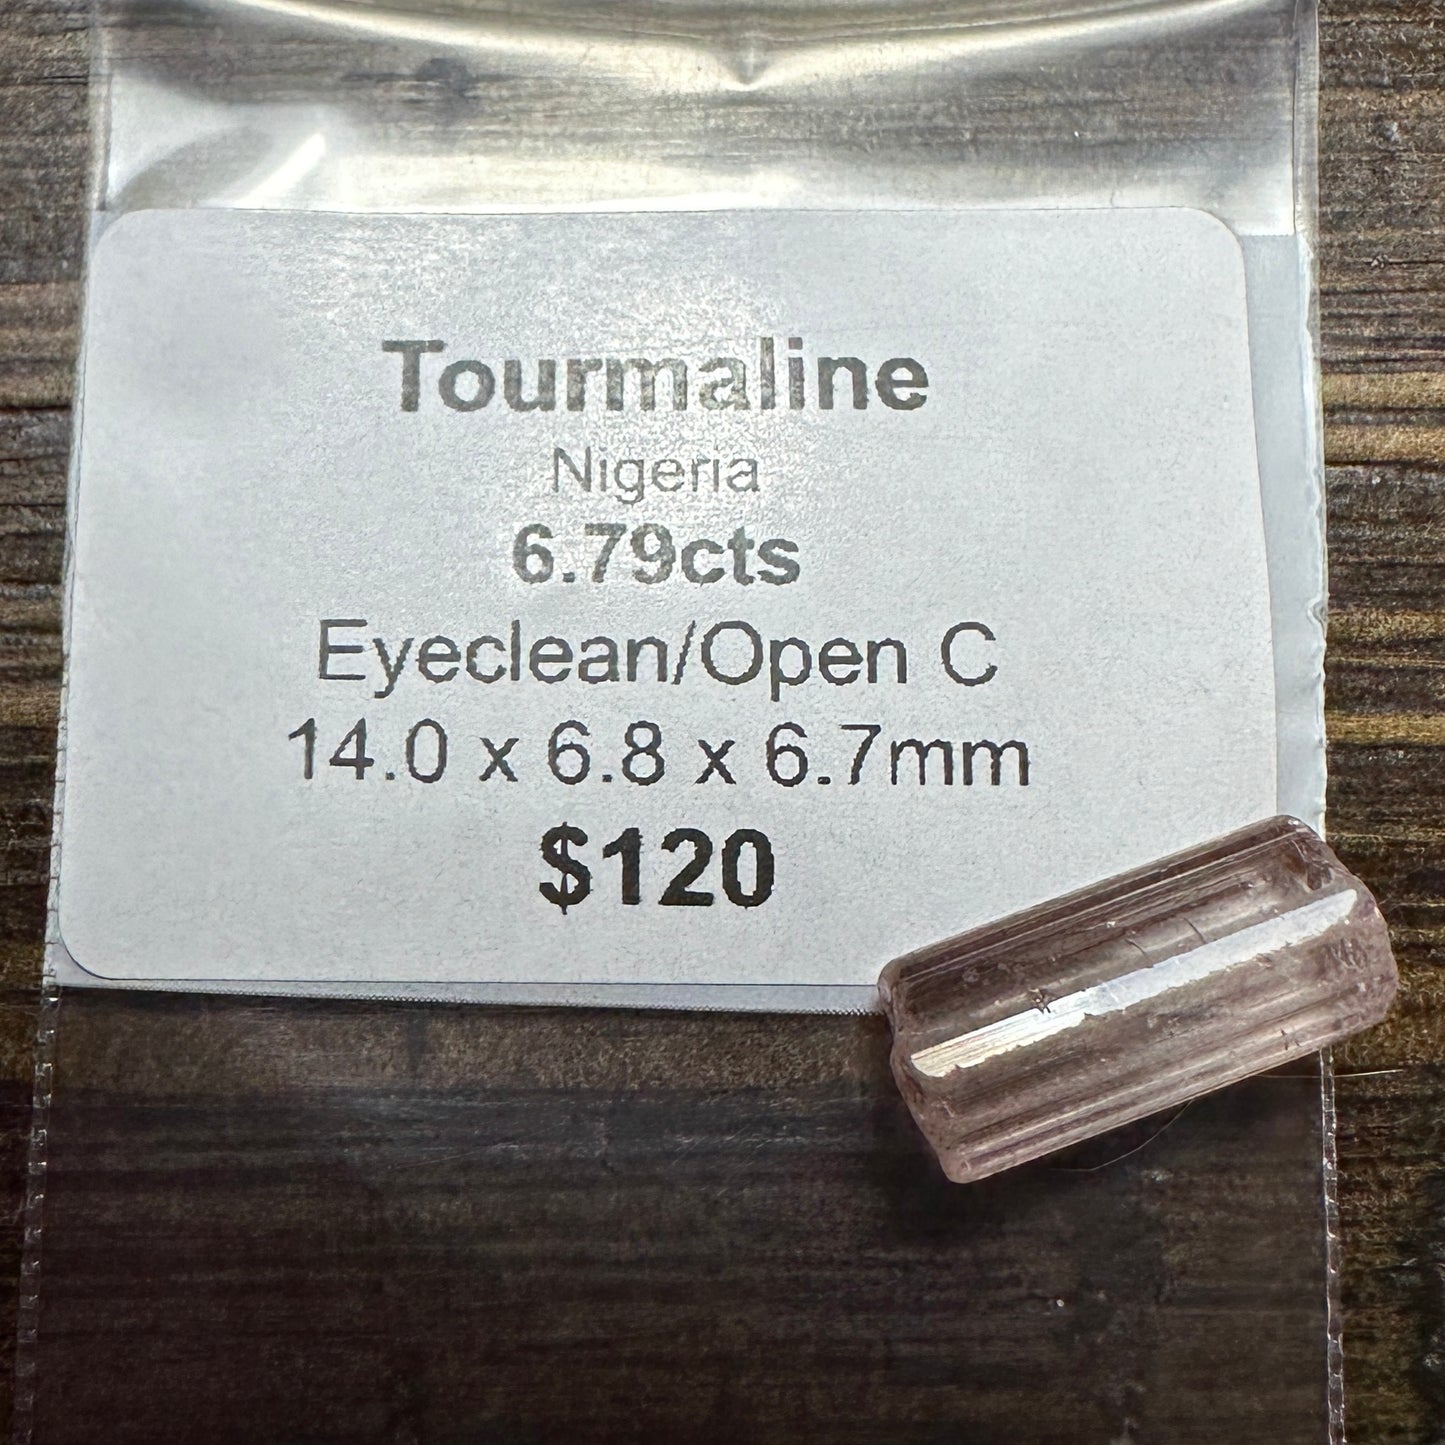 Tourmaline
Nigeria
6.79cts
Eyeclean/Open C
14.0 x 6.8 x 6.7mm
$120